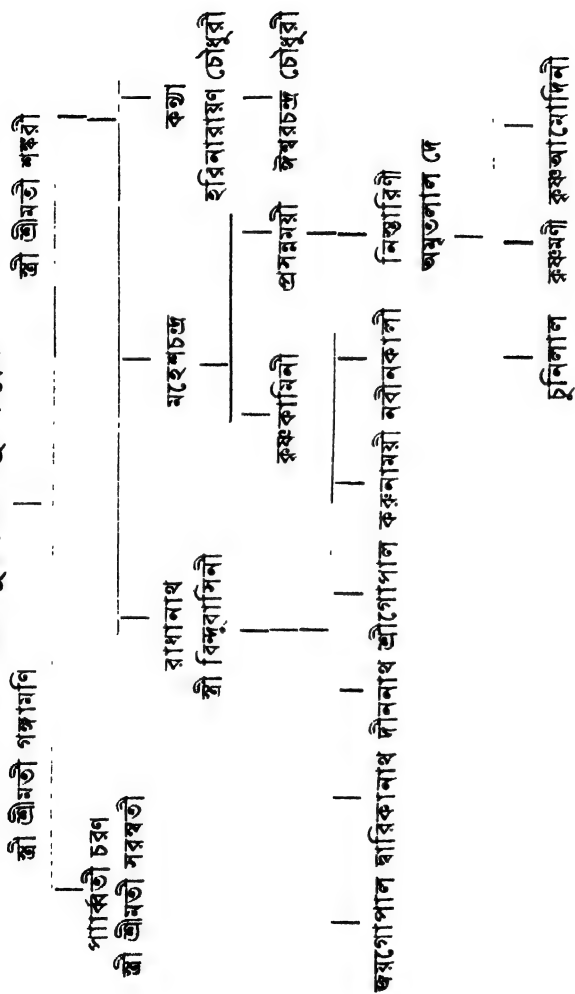 স্ত্রী শ্রীমতী গঙ্গামণি স্ত্রী শ্রীমতী শঙ্করী
পার্ব্বতী চরণ
স্ত্রী শ্রীমতী সরস্বতী
রাধানাথ মহেশচন্দ্র কন্যা
স্ত্রী বিন্দুবাসিনী হরিনারায়ণ চৌধুরী
কৃষ্ণকামিনী প্রসন্নময়ী ঈশ্বরচন্দ্র চৌধুরী
জয়গোপাল দ্বারিকানাথ দীননাথ শ্রীগোপাল করুনাময়ী নবীনকালী নিস্তারিণী
অমৃতলাল দে
চুনিলাল কৃষ্ণমণী কৃষ্ণআমোদিনী